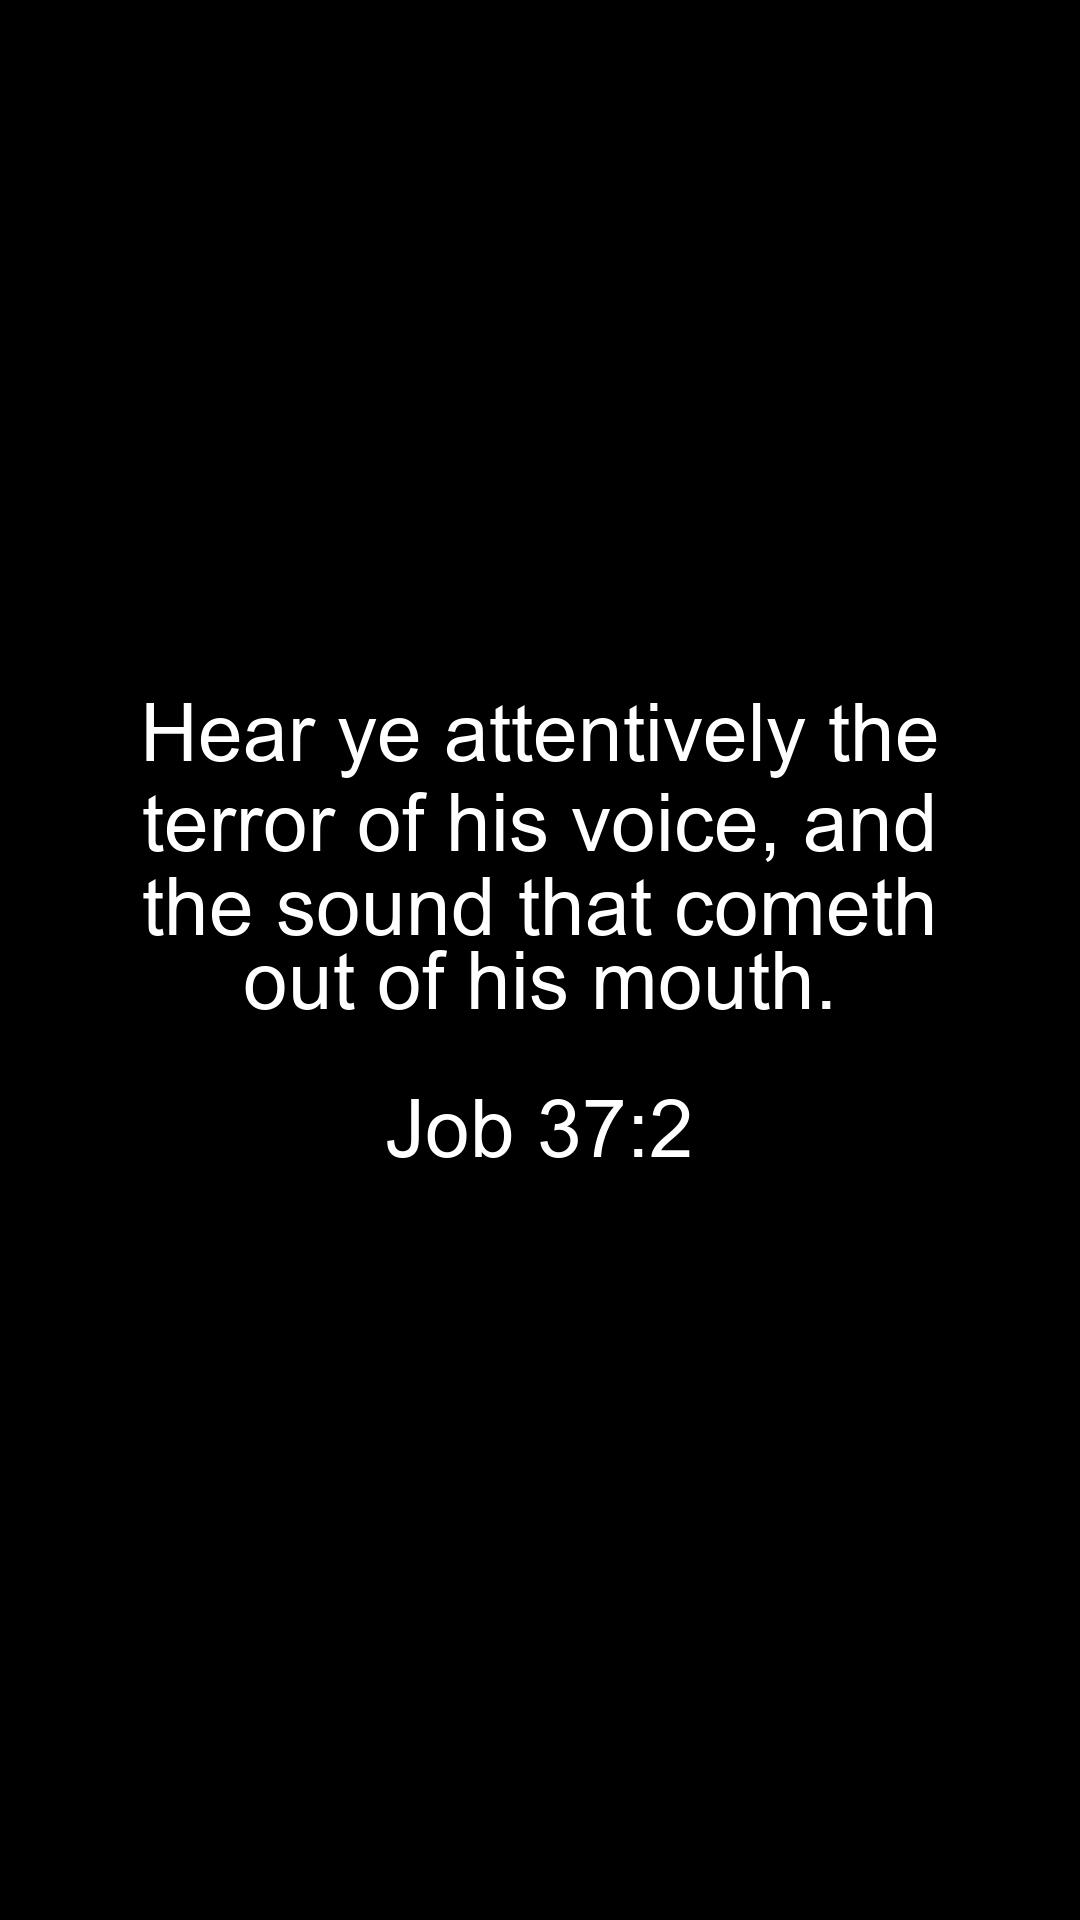 Hear ye attentively the
terror of his voice, and
the sound that cometh
out of his mouth.
Job 37:2